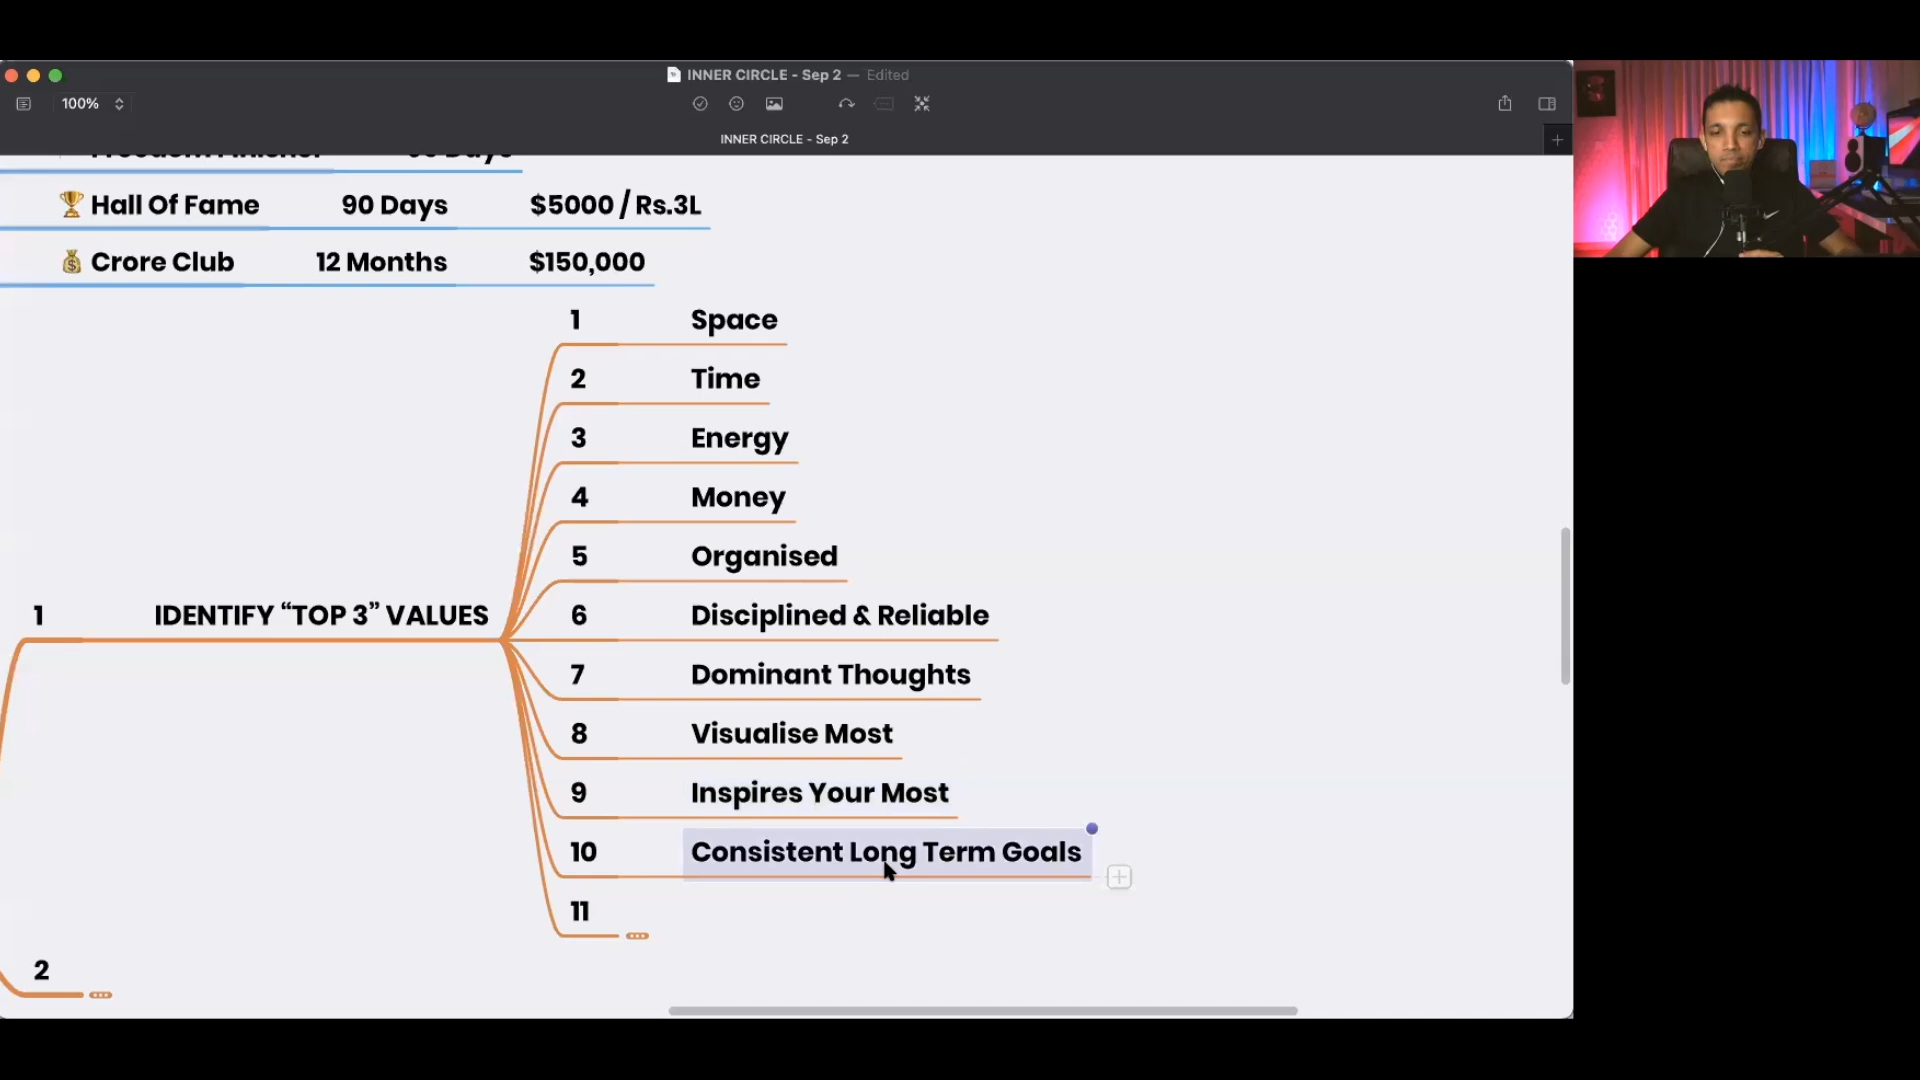 INNER CIRCLE - Sep 2 — Edited
100%
INNER CIRCLE - Sep 2
🏆 Hall Of Fame 90 Days $5000 / Rs.3L
💰 Crore Club 12 Months $150,000
1 Space
2 Time
3 Energy
4 Money
5 Organised
1 IDENTIFY “TOP 3” VALUES
6 Disciplined & Reliable
7 Dominant Thoughts
8 Visualise Most
9 Inspires Your Most
10 Consistent Long Term Goals
11
2